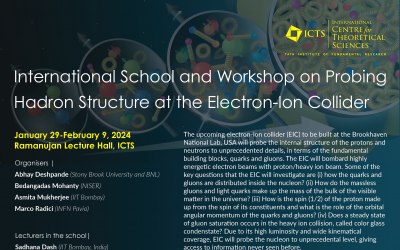 ICTS
INTERNATIONAL
CENTRE for
THEORETICAL
SCIENCES
TATA INSTITUTE OF FUNDAMENTAL RESEARCH
International School and Workshop on Probing
Hadron Structure at the Electron-Ion Collider
January 29-February 9, 2024
Ramanujan Lecture Hall, ICTS
Organisers |
Abhay Deshpande (Stony Brook University and BNL)
Bedangadas Mohanty (NISER)
Asmita Mukherjee (IIT Bombay)
Marco Radici (INFN Pavia)
Lecturers in the school|
Sadhana Dash (IIT Bombay, India)
The upcoming electron-ion collider (EIC) to be built at the Brookhaven
National Lab, USA will probe the internal structure of the protons and
neutrons to unprecedented details, in terms of the fundamental
building blocks, quarks and gluons. The EIC will bombard highly
energetic electron beams with proton/heavy ion beam. Some of the
key questions that the EIC will investigate are (i) how the quarks and
gluons are distributed inside the nucleon? (ii) How do the massless
gluons and light quarks make up the mass of the bulk of the visible
matter in the universe? (iii) How is the spin (1/2) of the proton made
up from the spin of its constituents and what is the role of the orbital
angular momentum of the quarks and gluons? (iv) Does a steady state
of gluon saturation occurs in the heavy ion collision, called color glass
condensate? Due to its high luminosity and wide kinematical
coverage, EIC will probe the nucleon to unprecedented level, giving
access to information never seen before.